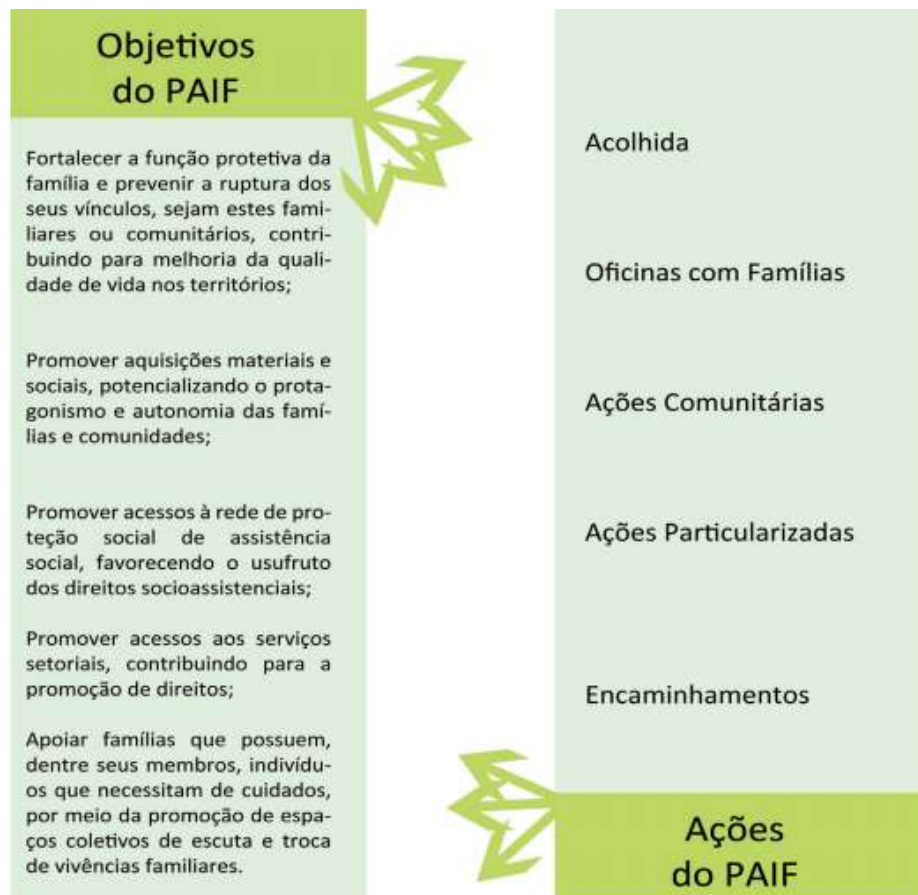 Objetivos
do PAIF
Fortalecer a função protetiva da
família e prevenir a ruptura dos
seus vínculos, sejam estes fami-
liares ou comunitários, contri-
buindo para melhoria da quali-
dade de vida nos territórios;
Promover aquisições materiais e
sociais, potencializando o prota-
gonismo e autonomia das famí-
lias e comunidades;
Promover acessos à rede de pro-
teção social de assistência
social, favorecendo o usufruto
dos direitos socioassistenciais;
Promover acessos aos serviços
setoriais, contribuindo para a
promoção de direitos;
Apoiar famílias que possuem,
dentre seus membros, indivídu-
os que necessitam de cuidados,
por meio da promoção de espa-
ços coletivos de escuta e troca
de vivências familiares.
Acolhida
Oficinas com Famílias
Ações Comunitárias
Ações Particularizadas
Encaminhamentos
Ações
do PAIF